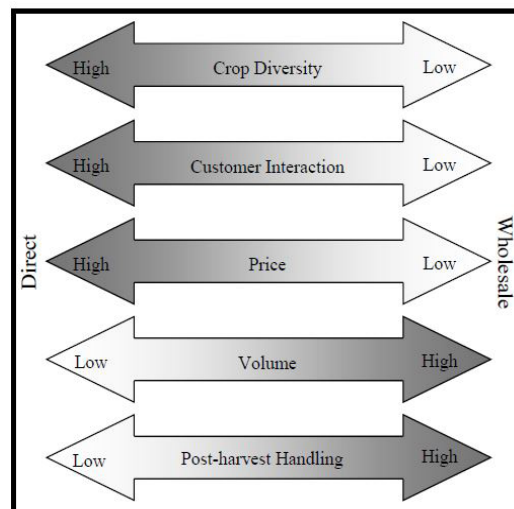 High Crop Diversity Low
High Customer Interaction Low
Direct
High Price Low
Wholesale
Low Volume High
Low Post-harvest Handling High